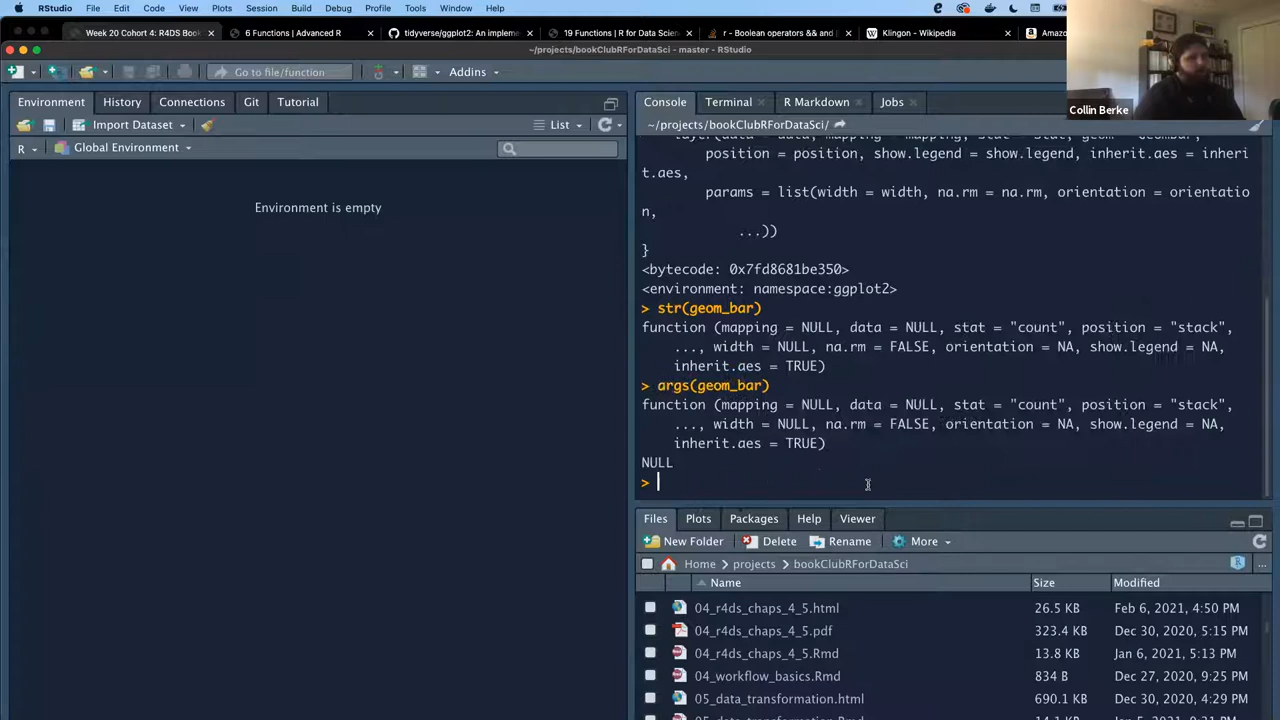 RStudio File Edit Code View Plots Session Build Debug Profile Tools Window Help
Week 20 Cohort 4: R4DS Boo
6 Functions | Advanced R
tidyverse/ggplot2: An impleme
19 Functions | R for Data Scien
r - Boolean operators && and |
Klingon - Wikipedia
Amazo
~/projects/bookClubRForDataSci - master - RStudio
Go to file/function
Addins
Collin Berke
Environment History Connections Git Tutorial
Import Dataset
List
R
Global Environment
Environment is empty
Console Terminal R Markdown Jobs
~/projects/bookClubRForDataSci/
layer(data = data, mapping = mapping, stat = stat, geom = GeomBar,
position = position, show.legend = show.legend, inherit.aes = inheri
t.aes,
params = list(width = width, na.rm = na.rm, orientation = orientatio
n,
...))
}
<bytecode: 0x7fd8681be350>
<environment: namespace:ggplot2>
> str(geom_bar)
function (mapping = NULL, data = NULL, stat = "count", position = "stack",
..., width = NULL, na.rm = FALSE, orientation = NA, show.legend = NA,
inherit.aes = TRUE)
> args(geom_bar)
function (mapping = NULL, data = NULL, stat = "count", position = "stack",
..., width = NULL, na.rm = FALSE, orientation = NA, show.legend = NA,
inherit.aes = TRUE)
NULL
>
Files Plots Packages Help Viewer
New Folder Delete Rename More
Home projects bookClubRForDataSci
Name Size Modified
04_r4ds_chaps_4_5.html 26.5 KB Feb 6, 2021, 4:50 PM
04_r4ds_chaps_4_5.pdf 323.4 KB Dec 30, 2020, 5:15 PM
04_r4ds_chaps_4_5.Rmd 13.8 KB Jan 6, 2021, 5:13 PM
04_workflow_basics.Rmd 834 B Dec 27, 2020, 9:25 PM
05_data_transformation.html 690.1 KB Dec 30, 2020, 4:29 PM